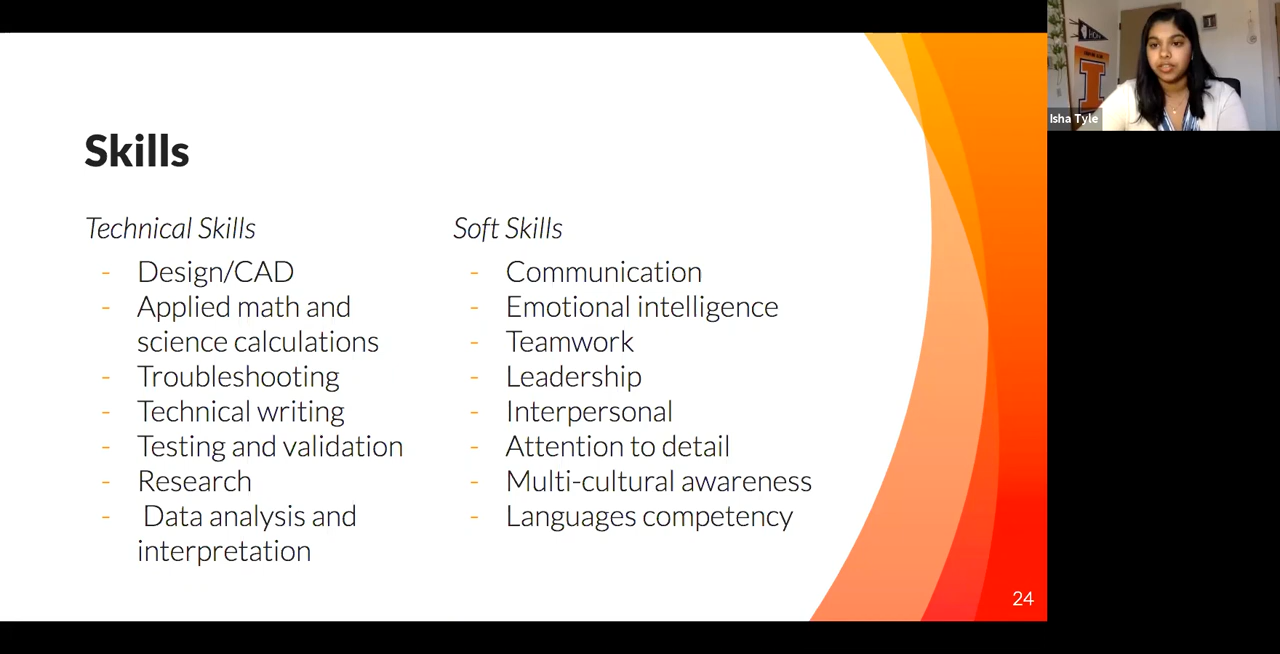 Skills
Technical Skills
- Design/CAD
- Applied math and
science calculations
- Troubleshooting
- Technical writing
- Testing and validation
- Research
- Data analysis and
interpretation
Soft Skills
- Communication
- Emotional intelligence
- Teamwork
- Leadership
- Interpersonal
- Attention to detail
- Multi-cultural awareness
- Languages competency
24
I
Isha Tyle